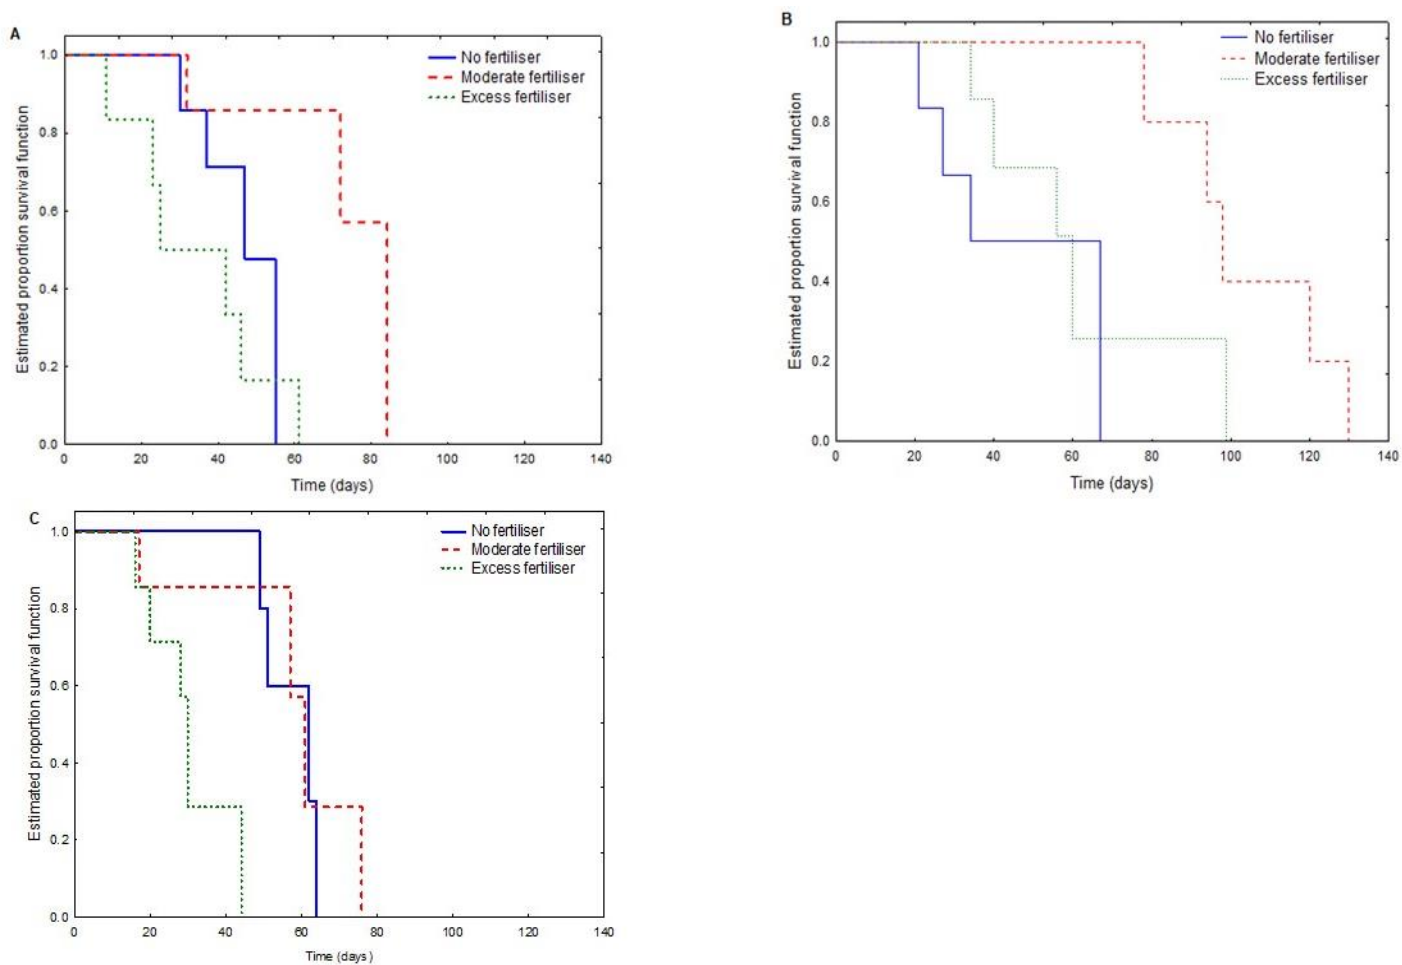 A
No fertiliser
Moderate fertiliser
Excess fertiliser
Estimated proportion survival function
1.0
0.8
0.6
0.4
0.2
0.0
0 20 40 60 80 100 120 140
Time (days)
B
No fertiliser
Moderate fertiliser
Excess fertiliser
Estimated proportion survival function
1.0
0.8
0.6
0.4
0.2
0.0
0 20 40 60 80 100 120 140
Time (days)
C
No fertiliser
Moderate fertiliser
Excess fertiliser
Estimated proportion survival function
1.0
0.8
0.6
0.4
0.2
0.0
0 20 40 60 80 100 120 140
Time (days)